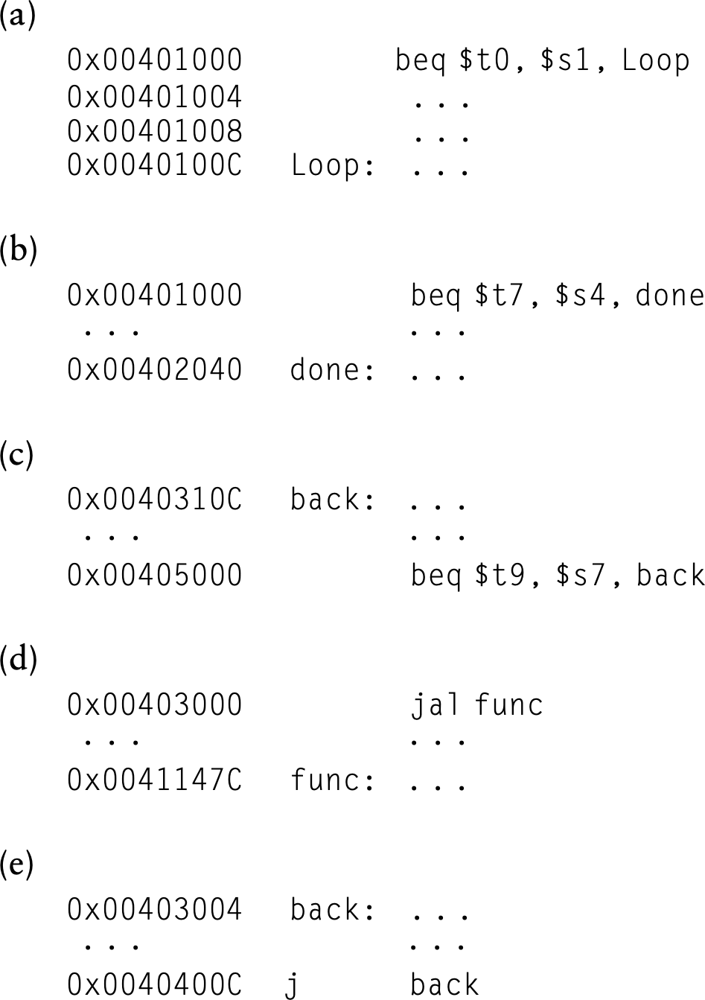 (a)
0x00401000 beq $t0, $s1, Loop
0x00401004 ...
0x00401008 ...
0x0040100C Loop: ...
(b)
0x00401000 beq $t7, $s4, done
... ...
0x00402040 done: ...
(c)
0x0040310C back: ...
... ...
0x00405000 beq $t9, $s7, back
(d)
0x00403000 jal func
... ...
0x0041147C func: ...
(e)
0x00403004 back: ...
... ...
0x0040400C j back